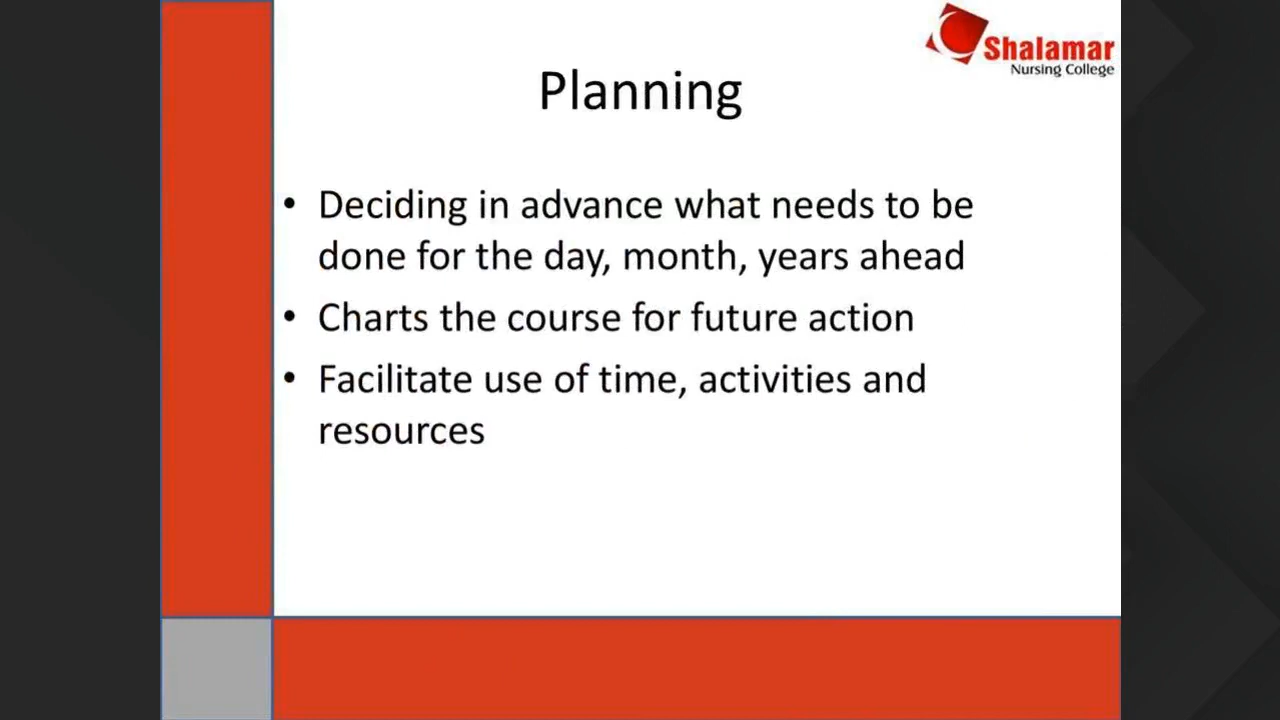 Shalamar
Nursing College
Planning
• Deciding in advance what needs to be
done for the day, month, years ahead
• Charts the course for future action
• Facilitate use of time, activities and
resources